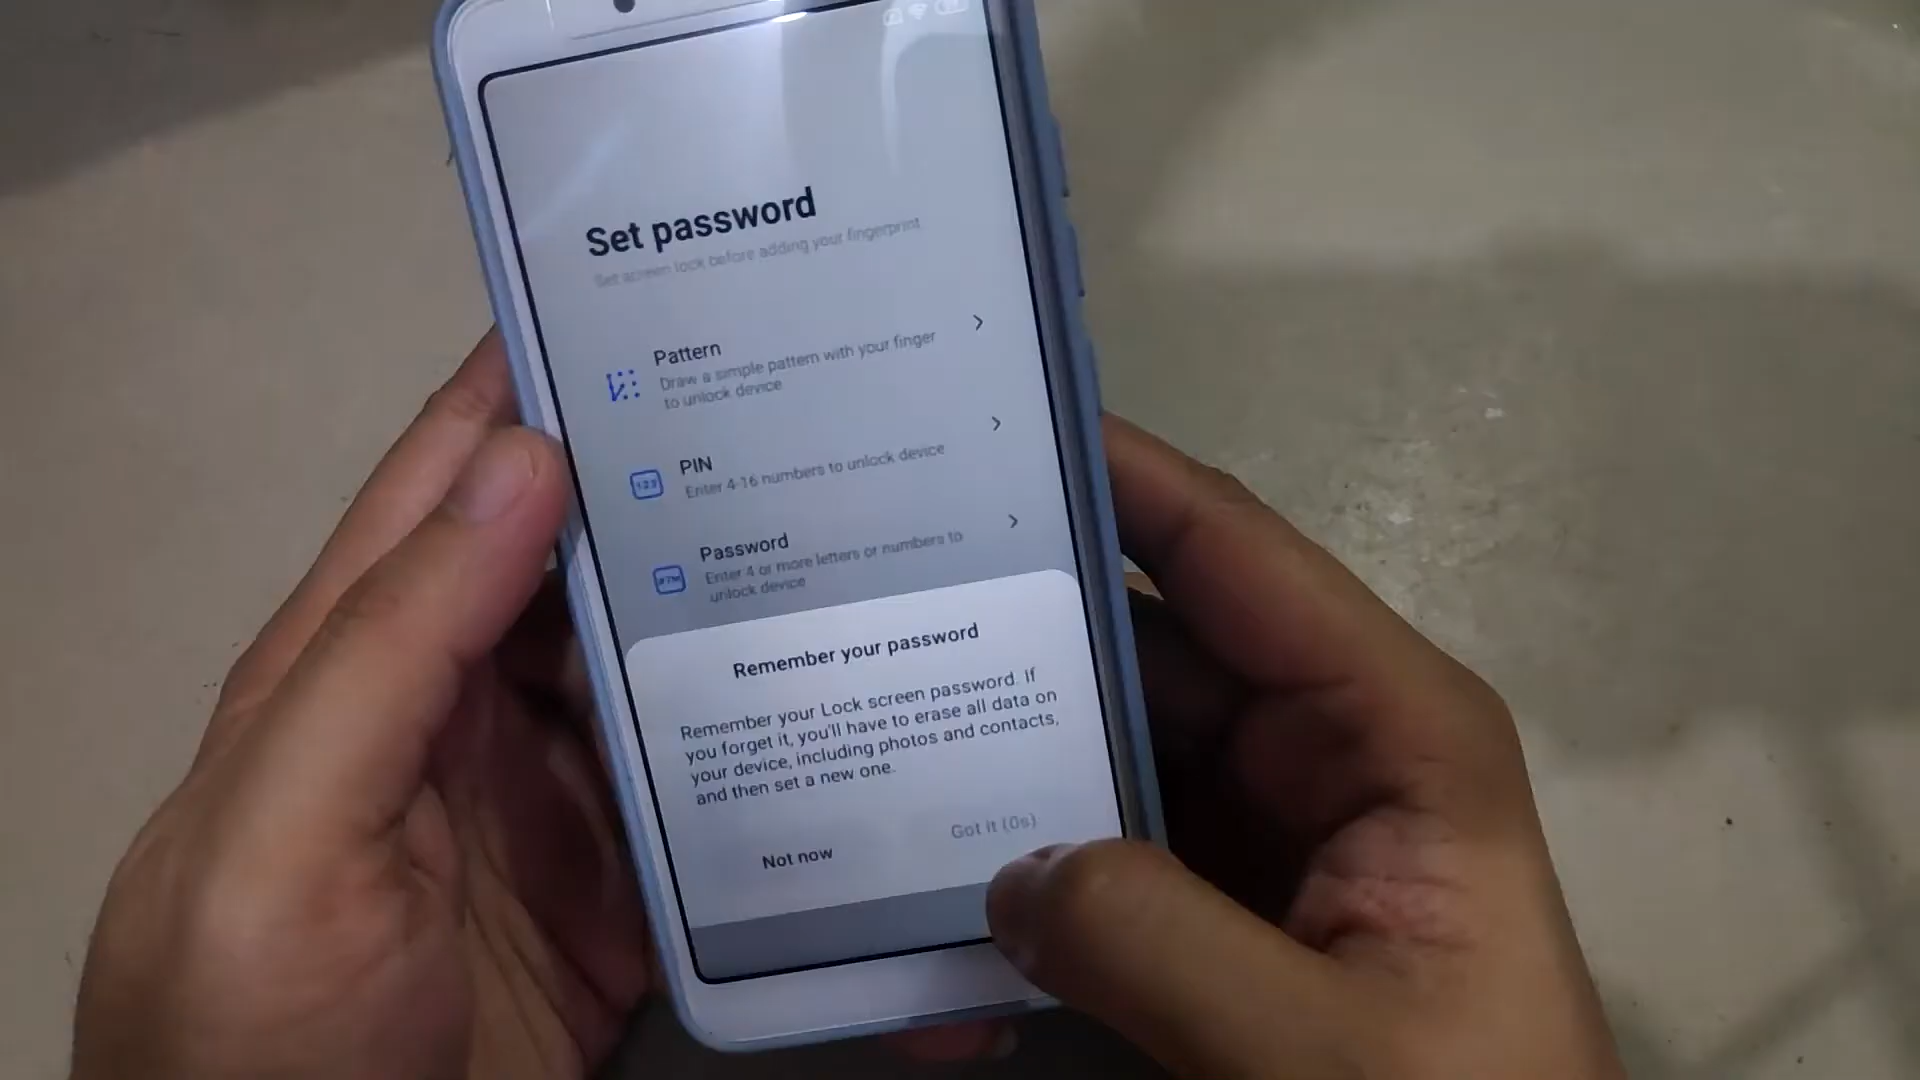 Set password
Set screen lock before adding your fingerprint
Pattern
Draw a simple pattern with your finger
to unlock device
PIN
Enter 4-16 numbers to unlock device
Password
Enter 4 or more letters or numbers to
unlock device
Remember your password
Remember your Lock screen password. If
you forget it, you'll have to erase all data on
your device, including photos and contacts,
and then set a new one.
Not now
Got it (0s)